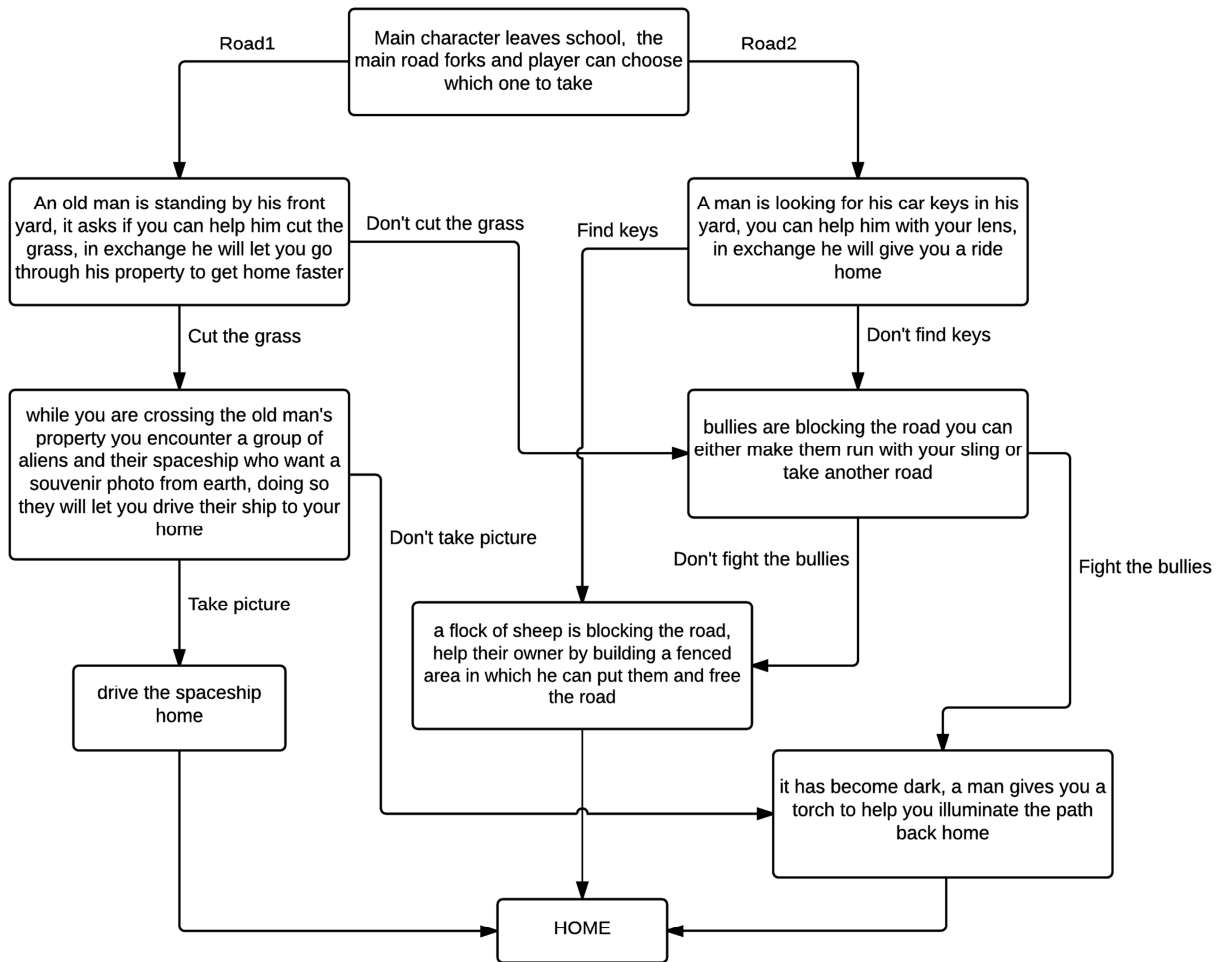 Road1
Main character leaves school, the
main road forks and player can choose
which one to take
Road2
An old man is standing by his front
yard, it asks if you can help him cut the
grass, in exchange he will let you go
through his property to get home faster
Don't cut the grass
Find keys
A man is looking for his car keys in his
yard, you can help him with your lens,
in exchange he will give you a ride
home
Cut the grass
Don't find keys
while you are crossing the old man's
property you encounter a group of
aliens and their spaceship who want a
souvenir photo from earth, doing so
they will let you drive their ship to your
home
bullies are blocking the road you can
either make them run with your sling or
take another road
Don't take picture
Don't fight the bullies
Fight the bullies
Take picture
a flock of sheep is blocking the road,
help their owner by building a fenced
area in which he can put them and free
the road
drive the spaceship
home
it has become dark, a man gives you a
torch to help you illuminate the path
back home
HOME